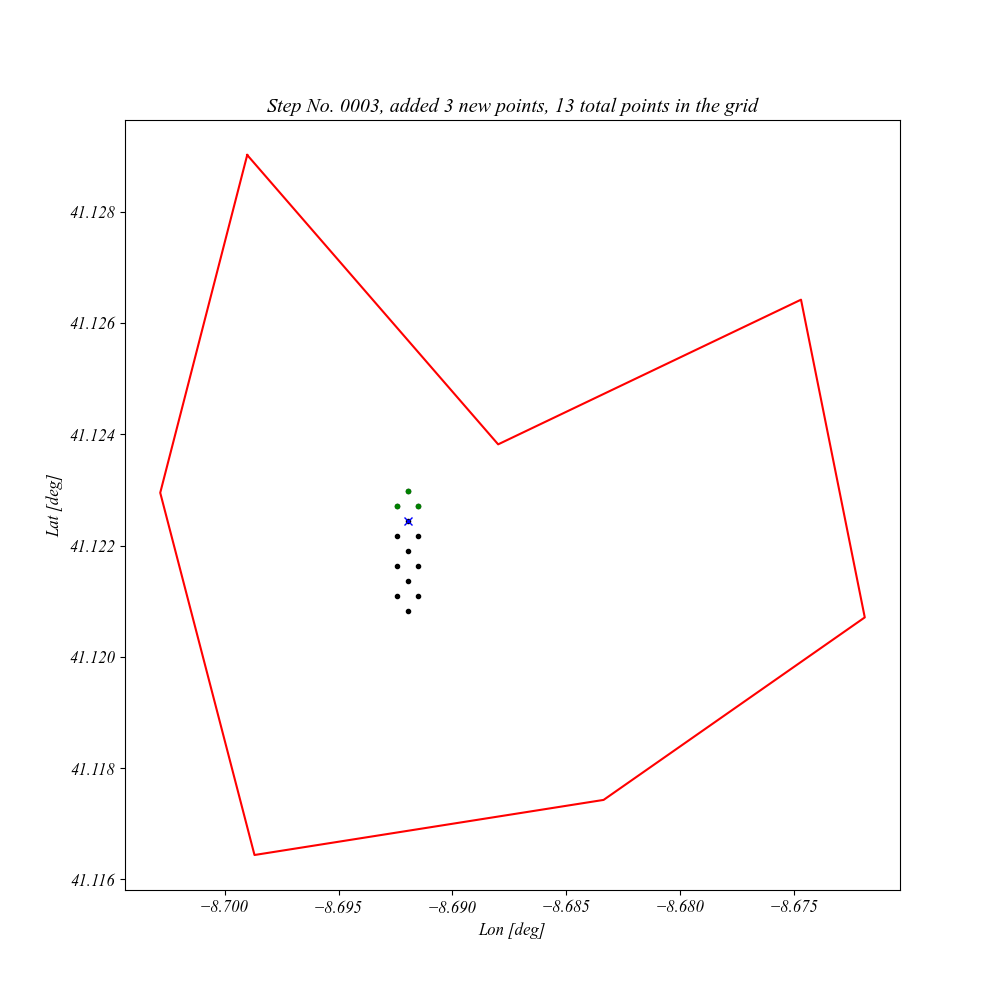 Step No. 0003, added 3 new points, 13 total points in the grid
41.128
41.126
41.124
41.122
41.120
41.118
41.116
Lat [deg]
−8.700 −8.695 −8.690 −8.685 −8.680 −8.675
Lon [deg]